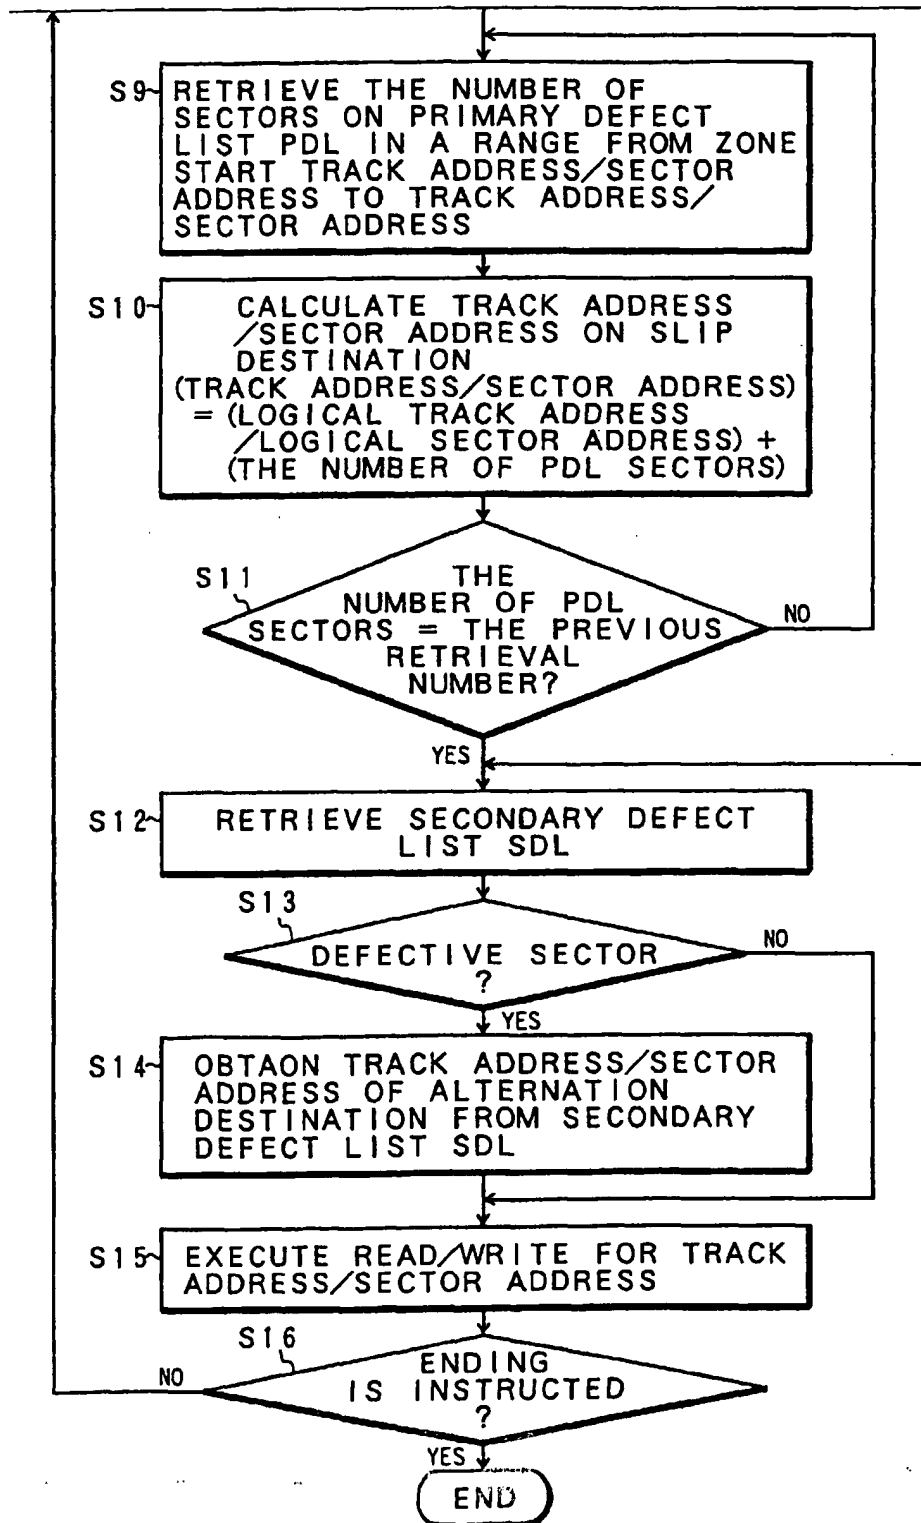 S9
RETRIEVE THE NUMBER OF
SECTORS ON PRIMARY DEFECT
LIST PDL IN A RANGE FROM ZONE
START TRACK ADDRESS/SECTOR
ADDRESS TO TRACK ADDRESS/
SECTOR ADDRESS
S10
CALCULATE TRACK ADDRESS
/SECTOR ADDRESS ON SLIP
DESTINATION
(TRACK ADDRESS/SECTOR ADDRESS)
= (LOGICAL TRACK ADDRESS
/LOGICAL SECTOR ADDRESS) +
(THE NUMBER OF PDL SECTORS)
S11
THE
NUMBER OF PDL
SECTORS = THE PREVIOUS
RETRIEVAL
NUMBER?
NO
YES
S12
RETRIEVE SECONDARY DEFECT
LIST SDL
S13
DEFECTIVE SECTOR
?
NO
YES
S14
OBTAON TRACK ADDRESS/SECTOR
ADDRESS OF ALTERNATION
DESTINATION FROM SECONDARY
DEFECT LIST SDL
S15
EXECUTE READ/WRITE FOR TRACK
ADDRESS/SECTOR ADDRESS
S16
ENDING
IS INSTRUCTED
?
NO
YES
END